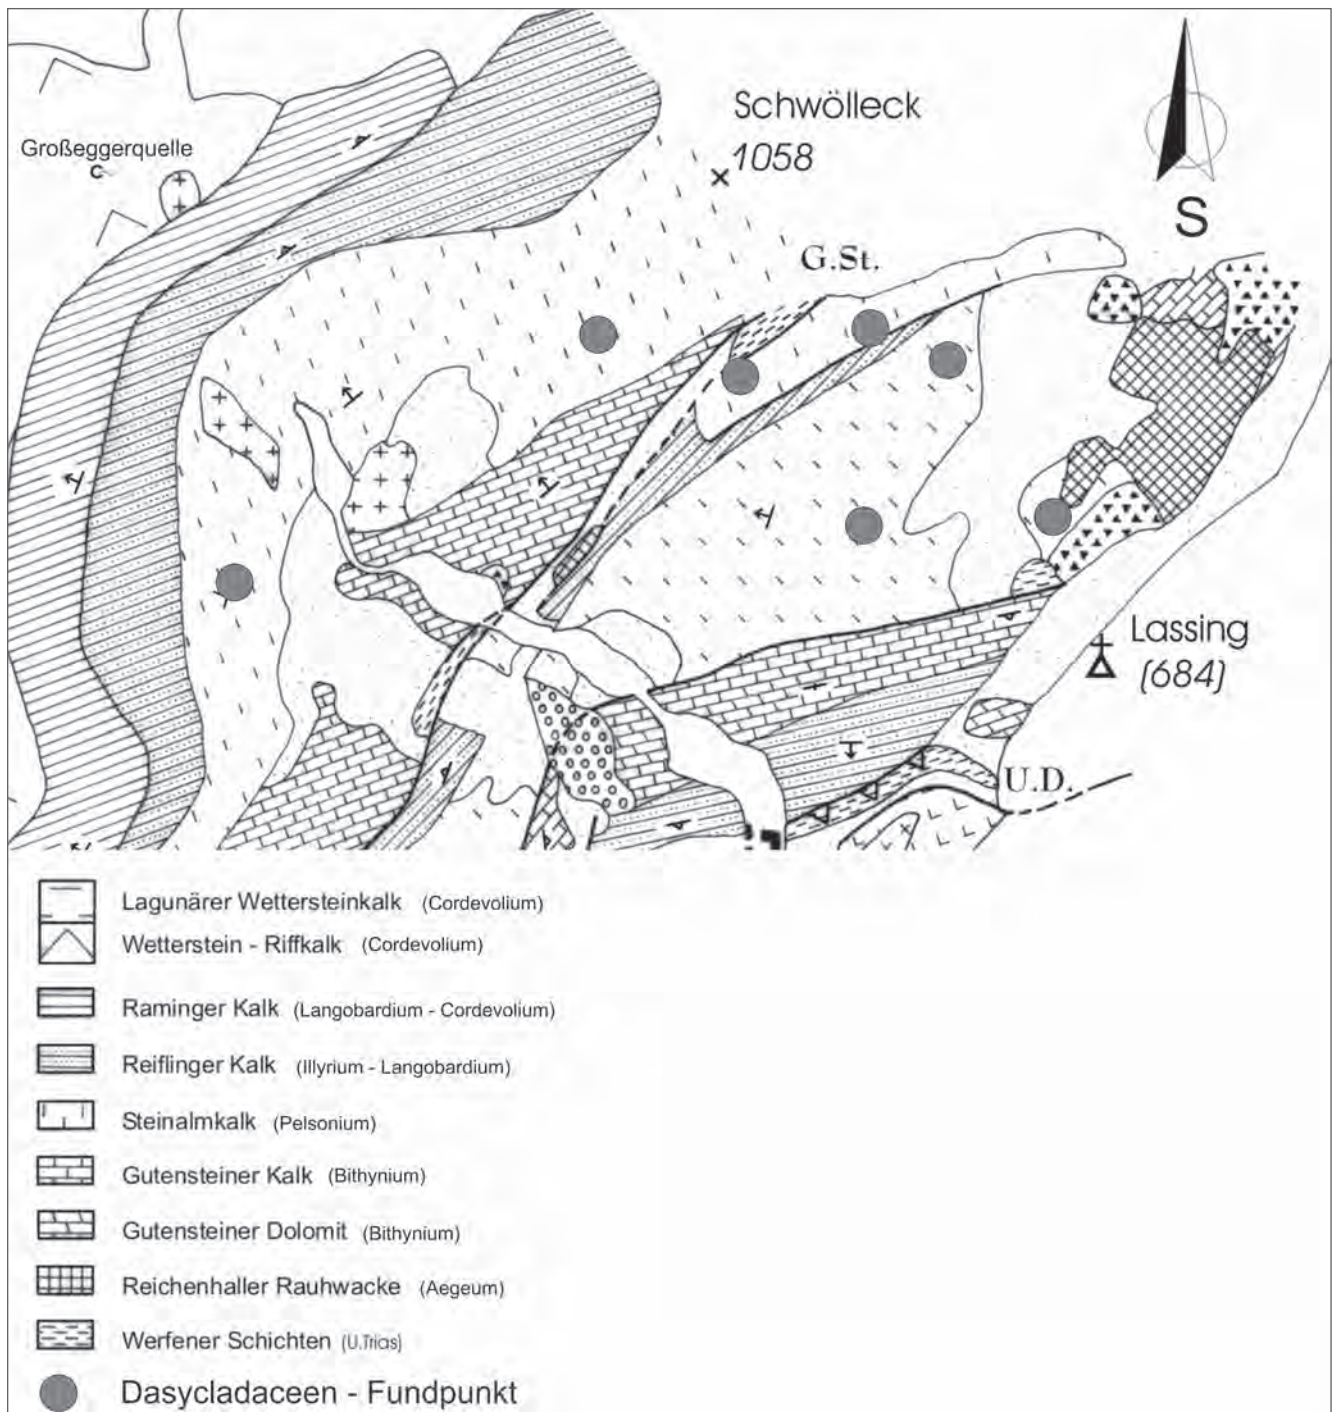 Schwölleck
1058
Großeggerquelle
S
G.St.
Lassing
(684)
U.D.
Lagunärer Wettersteinkalk (Cordevolium)
Wetterstein - Riffkalk (Cordevolium)
Raminger Kalk (Langobardium - Cordevolium)
Reiflinger Kalk (Illyrium - Langobardium)
Steinalmkalk (Pelsonium)
Gutensteiner Kalk (Bithynium)
Gutensteiner Dolomit (Bithynium)
Reichenhaller Rauhwacke (Aegeum)
Werfener Schichten (U.Trias)
Dasycladaceen - Fundpunkt